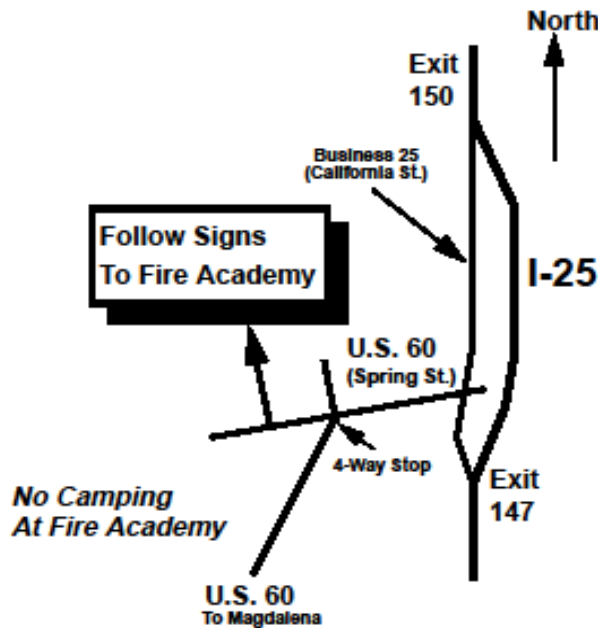 North
Exit
150
Business 25
(California St.)
Follow Signs
To Fire Academy
I-25
U.S. 60
(Spring St.)
4-Way Stop
No Camping
At Fire Academy
Exit
147
U.S. 60
To Magdalena